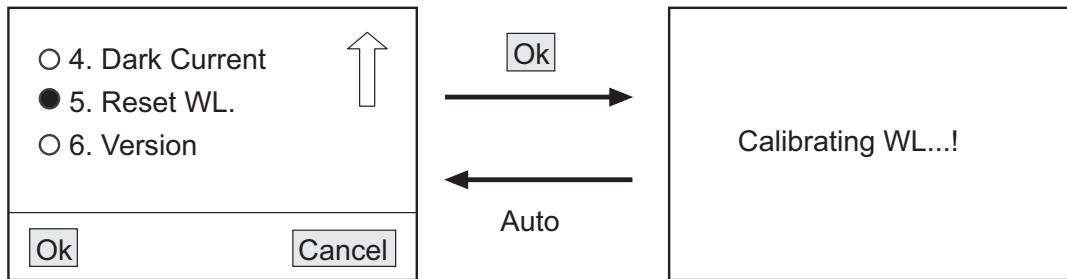 4. Dark Current
5. Reset WL.
6. Version
Ok Cancel
Ok
Auto
Calibrating WL...!